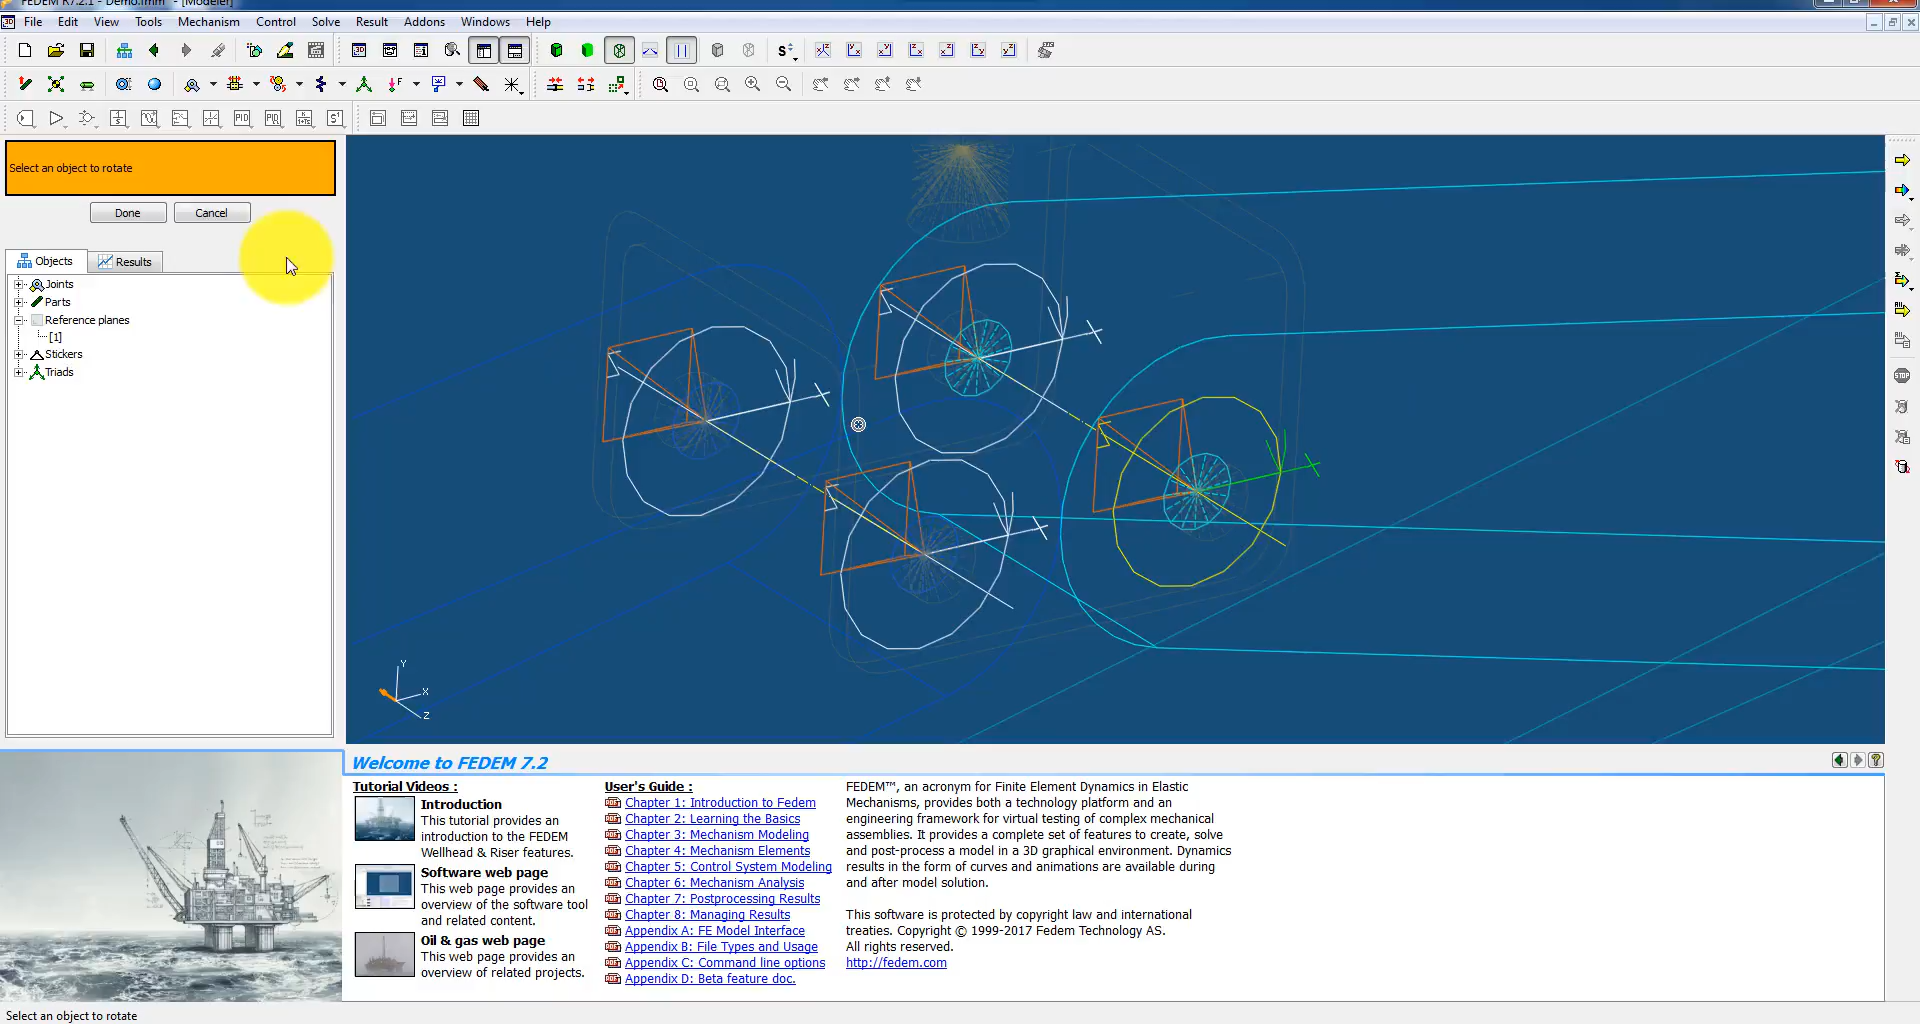 FEDEM R7.2.1 - Demo.fmm - [Modeler]
File Edit View Tools Mechanism Control Solve Result Addons Windows Help
Select an object to rotate
Done Cancel
Objects Results
Joints
Parts
Reference planes
[1]
Stickers
Triads
Y
X
Z
Welcome to FEDEM 7.2
Tutorial Videos :
Introduction
This tutorial provides an
introduction to the FEDEM
Wellhead & Riser features.
Software web page
This web page provides an
overview of the software tool
and related content.
Oil & gas web page
This web page provides an
overview of related projects.
User's Guide :
Chapter 1: Introduction to Fedem
Chapter 2: Learning the Basics
Chapter 3: Mechanism Modeling
Chapter 4: Mechanism Elements
Chapter 5: Control System Modeling
Chapter 6: Mechanism Analysis
Chapter 7: Postprocessing Results
Chapter 8: Managing Results
Appendix A: FE Model Interface
Appendix B: File Types and Usage
Appendix C: Command line options
Appendix D: Beta feature doc.
FEDEM™, an acronym for Finite Element Dynamics in Elastic
Mechanisms, provides both a technology platform and an
engineering framework for virtual testing of complex mechanical
assemblies. It provides a complete set of features to create, solve
and post-process a model in a 3D graphical environment. Dynamics
results in the form of curves and animations are available during
and after model solution.
This software is protected by copyright law and international
treaties. Copyright © 1999-2017 Fedem Technology AS.
All rights reserved.
http://fedem.com
Select an object to rotate